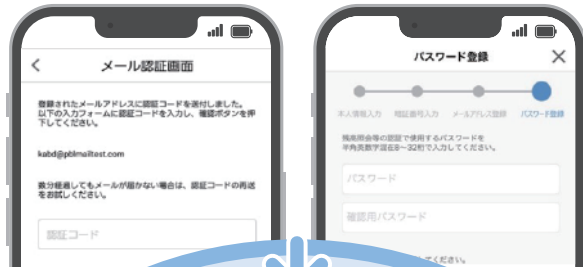 メール認証画面
登録されたメールアドレスに認証コードを送付しました。
以下の入力フォームに認証コードを入力し、確認ボタンを押
下してください。
kabd@pblmailtest.com
数分経過してもメールが届かない場合は、認証コードの再送
をお試しください。
認証コード
パスワード登録
本人情報入力 暗証番号入力 メールアドレス登録 パスワード登録
残高照会等の認証で使用するパスワードを
半角英数字混在8〜32桁で入力してください。
パスワード
確認用パスワード
てください。